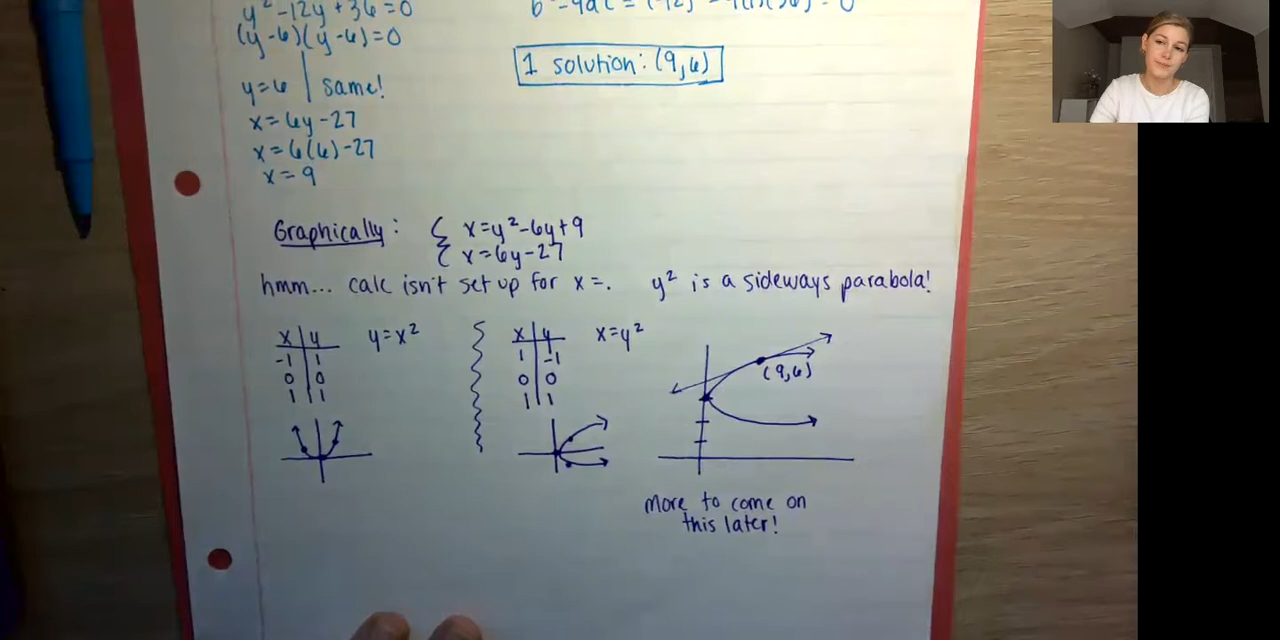 y² - 12y + 36 = 0
(y - 6)(y - 6) = 0
y = 6 | same!
x = 6y - 27
x = 6(6) - 27
x = 9
1 solution: (9,6)
Graphically: { x = y² - 6y + 9
{ x = 6y - 27
hmm... calc isn't set up for x =. y² is a sideways parabola!
x | y y = x²
-1 | 1
0 | 0
1 | 1
x | y x = y²
1 | -1
0 | 0
1 | 1
(9,6)
more to come on
this later!